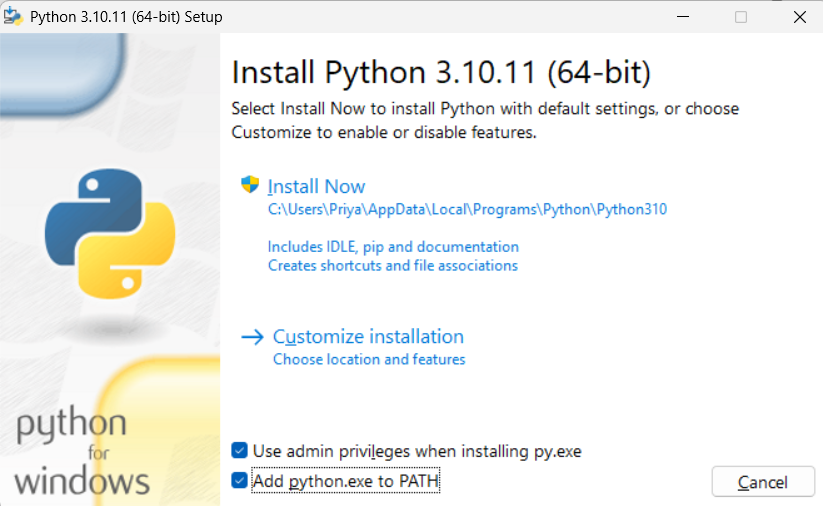 Python 3.10.11 (64-bit) Setup
Install Python 3.10.11 (64-bit)
Select Install Now to install Python with default settings, or choose
Customize to enable or disable features.
Install Now
C:\Users\Priya\AppData\Local\Programs\Python\Python310
Includes IDLE, pip and documentation
Creates shortcuts and file associations
Customize installation
Choose location and features
python
for
windows
Use admin privileges when installing py.exe
Add python.exe to PATH
Cancel